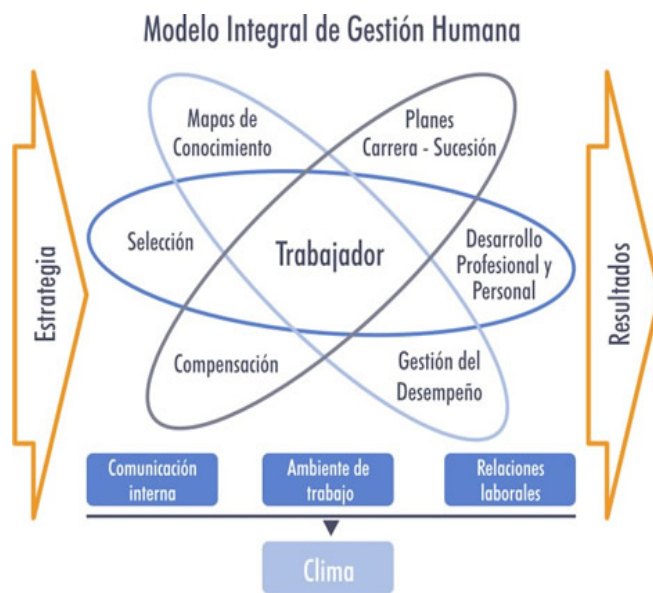 Modelo Integral de Gestión Humana
Mapas de
Conocimiento
Planes
Carrera - Sucesión
Estrategia
Selección
Trabajador
Desarrollo
Profesional y
Personal
Resultados
Compensación
Gestión del
Desempeño
Comunicación
interna
Ambiente de
trabajo
Relaciones
laborales
Clima